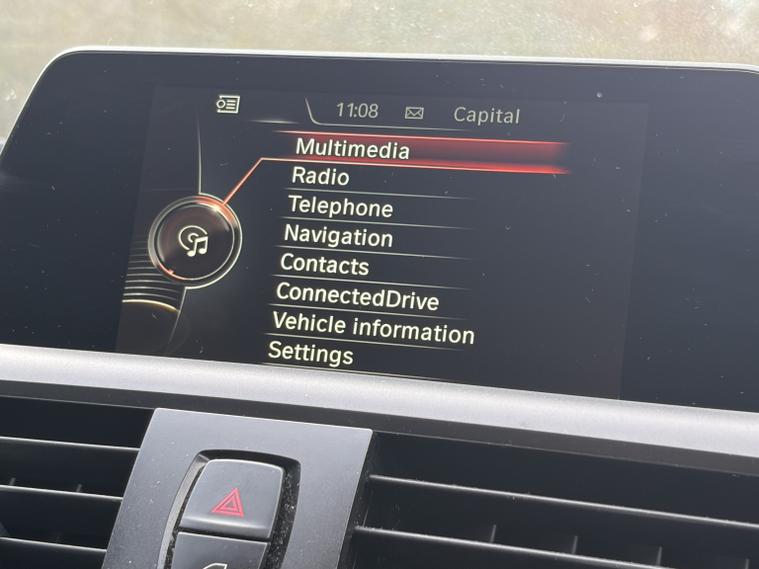 11:08 Capital
Multimedia
Radio
Telephone
Navigation
Contacts
ConnectedDrive
Vehicle information
Settings